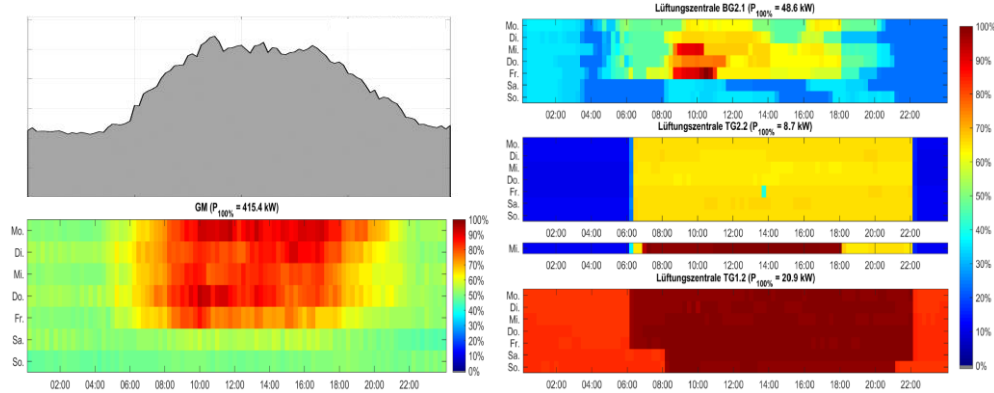 GM (P100% = 415.4 kW)
Mo.
Di.
Mi.
Do.
Fr.
Sa.
So.
02:00 04:00 06:00 08:00 10:00 12:00 14:00 16:00 18:00 20:00 22:00
100%
90%
80%
70%
60%
50%
40%
30%
20%
10%
0%
Lüftungszentrale BG2.1 (P100% = 48.6 kW)
Mo.
Di.
Mi.
Do.
Fr.
Sa.
So.
02:00 04:00 06:00 08:00 10:00 12:00 14:00 16:00 18:00 20:00 22:00
Lüftungszentrale TG2.2 (P100% = 8.7 kW)
Mo.
Di.
Mi.
Do.
Fr.
Sa.
So.
02:00 04:00 06:00 08:00 10:00 12:00 14:00 16:00 18:00 20:00 22:00
Mi.
02:00 04:00 06:00 08:00 10:00 12:00 14:00 16:00 18:00 20:00 22:00
Lüftungszentrale TG1.2 (P100% = 20.9 kW)
Mo.
Di.
Mi.
Do.
Fr.
Sa.
So.
02:00 04:00 06:00 08:00 10:00 12:00 14:00 16:00 18:00 20:00 22:00
100%
90%
80%
70%
60%
50%
40%
30%
20%
10%
0%